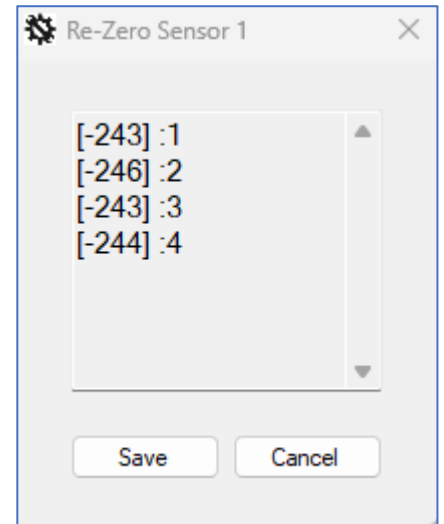 Re-Zero Sensor 1
[-243] :1
[-246] :2
[-243] :3
[-244] :4
Save
Cancel